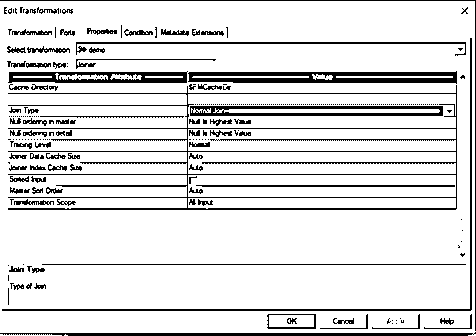 Edit Transformations
Transformation Ports Properties Condition Metadata Extensions
Select transformation: demo
Transformation type: Joiner
Transformation Attribute Value
Cache Directory $PMCacheDir
Join Type Normal Join
Null ordering in master Null Is Highest Value
Null ordering in detail Null Is Highest Value
Tracing Level Normal
Joiner Data Cache Size Auto
Joiner Index Cache Size Auto
Sorted Input
Master Sort Order Auto
Transformation Scope All Input
Join Type
Type of Join
OK Cancel Apply Help